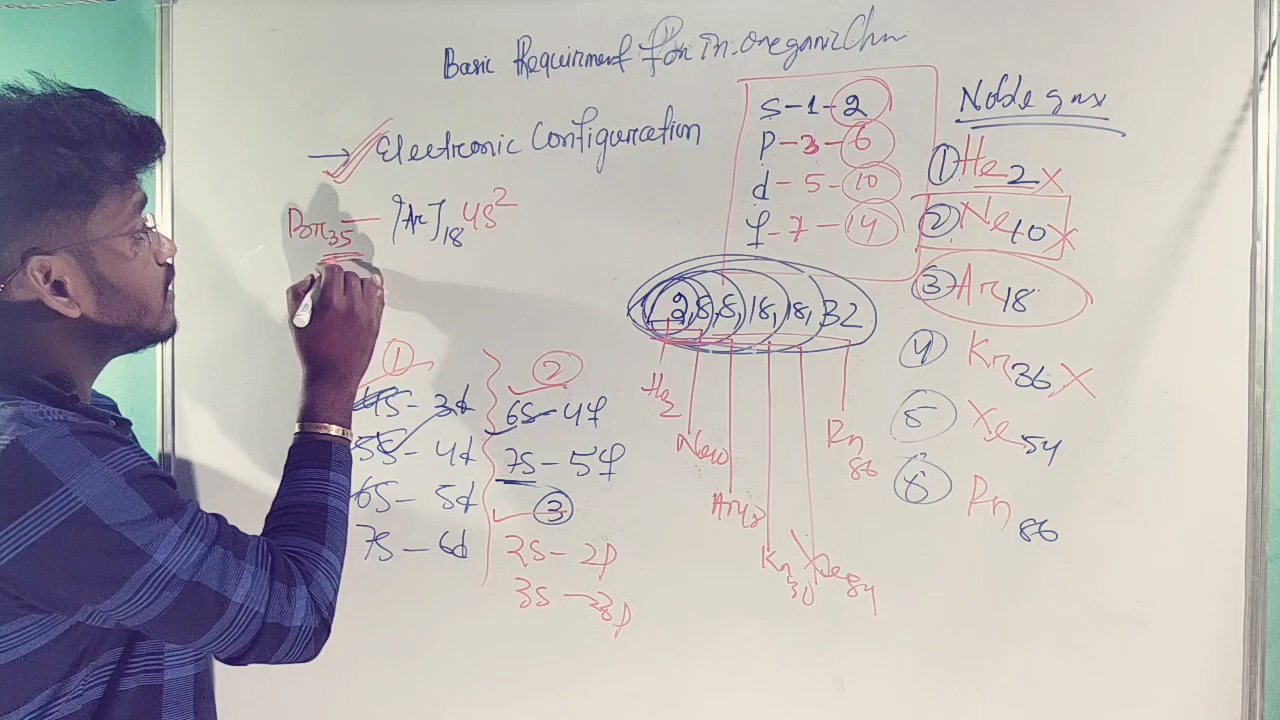 Basic Requirment for in-oreganiz Chm
→ Electronic Configuration
Br35 — [Ar]18 4s2
s-1-2
p-3-6
d-5-10
f-7-14
2,8,8,18,18,32
He2
Ne10
Ar18
Xe54
Rn86
①
4s-3d
5s-4d
6s-5d
7s-6d
②
6s-4f
7s-5f
③
2s-2p
3s-3p
Noble gas
① He2 X
② Ne10 X
③ Ar18
④ Kr36 X
5 Xe54
6 Rn86